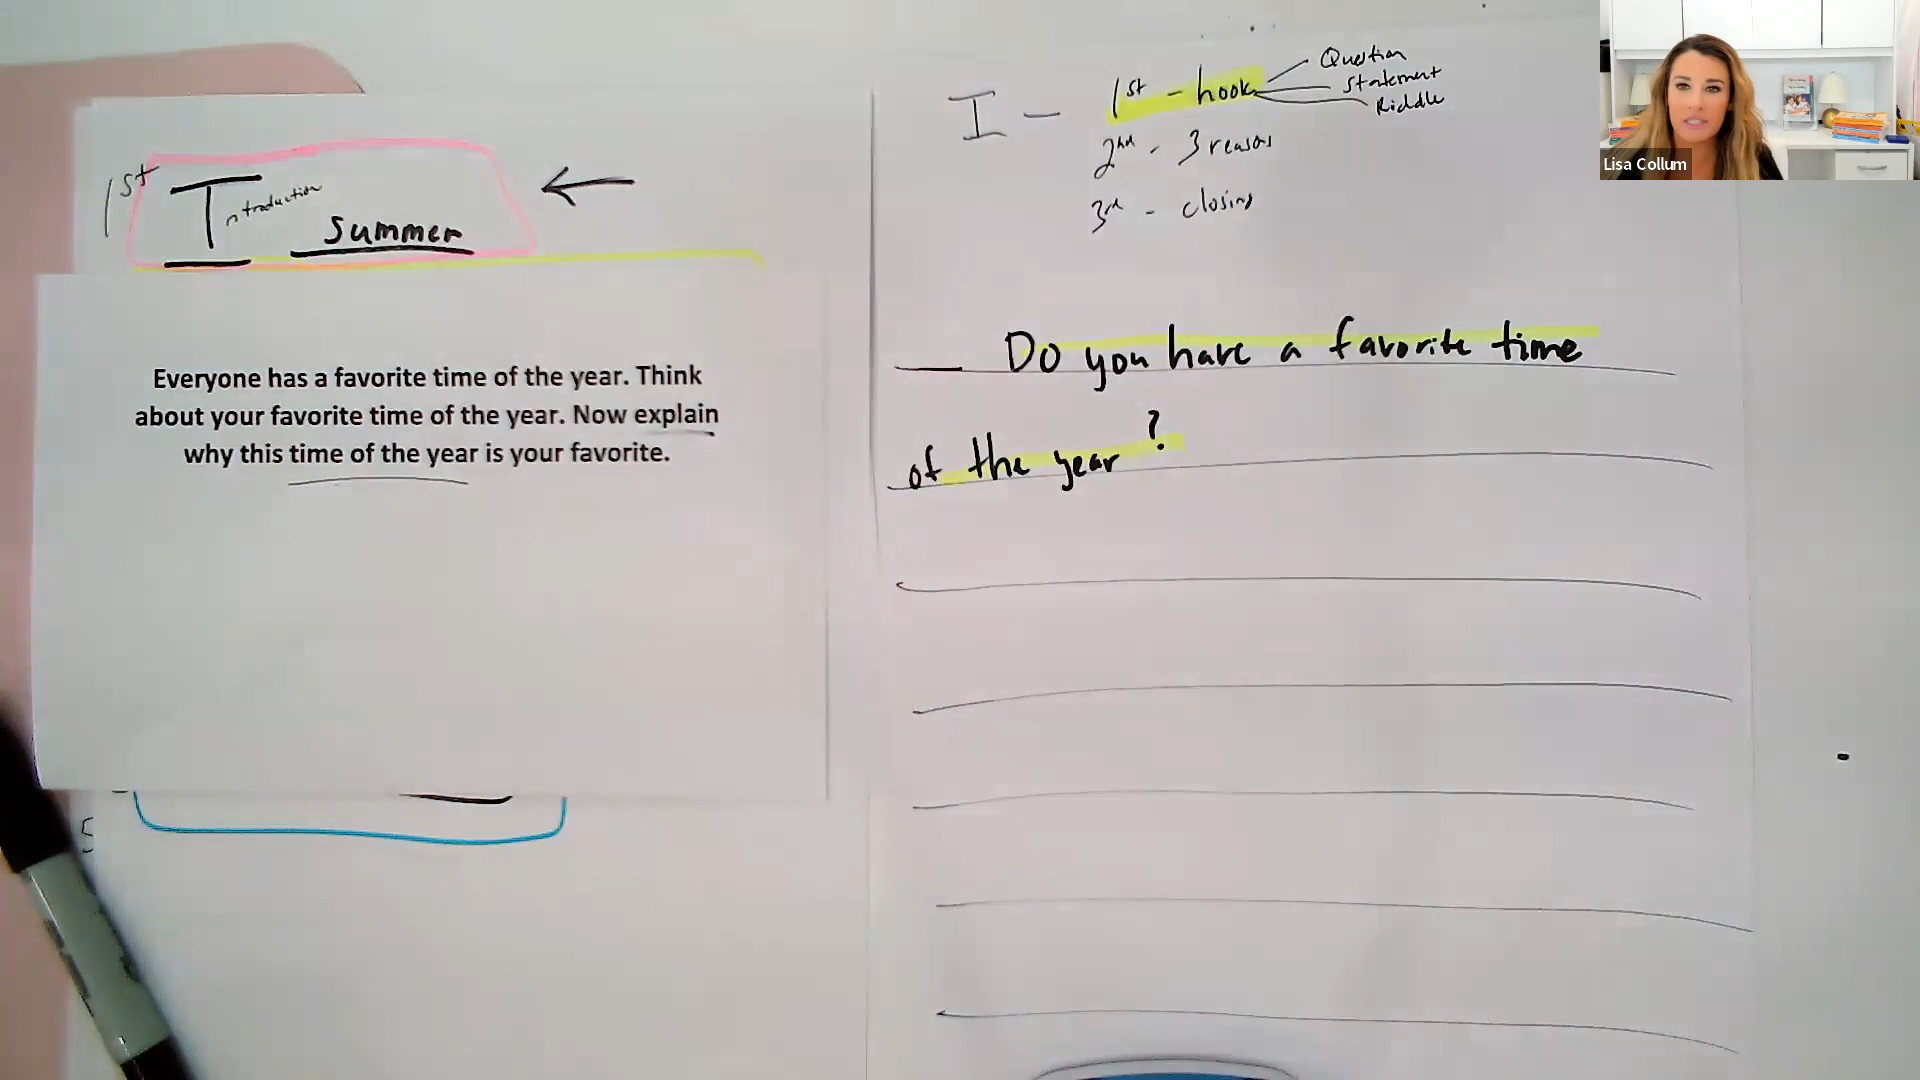 1st
Introduction
Summer
Everyone has a favorite time of the year. Think
about your favorite time of the year. Now explain
why this time of the year is your favorite.
5
I - 1st - hook
Question
Statement
Riddle
2nd - 3 reasons
3rd - closing
Do you have a favorite time
of the year?
Lisa Collum